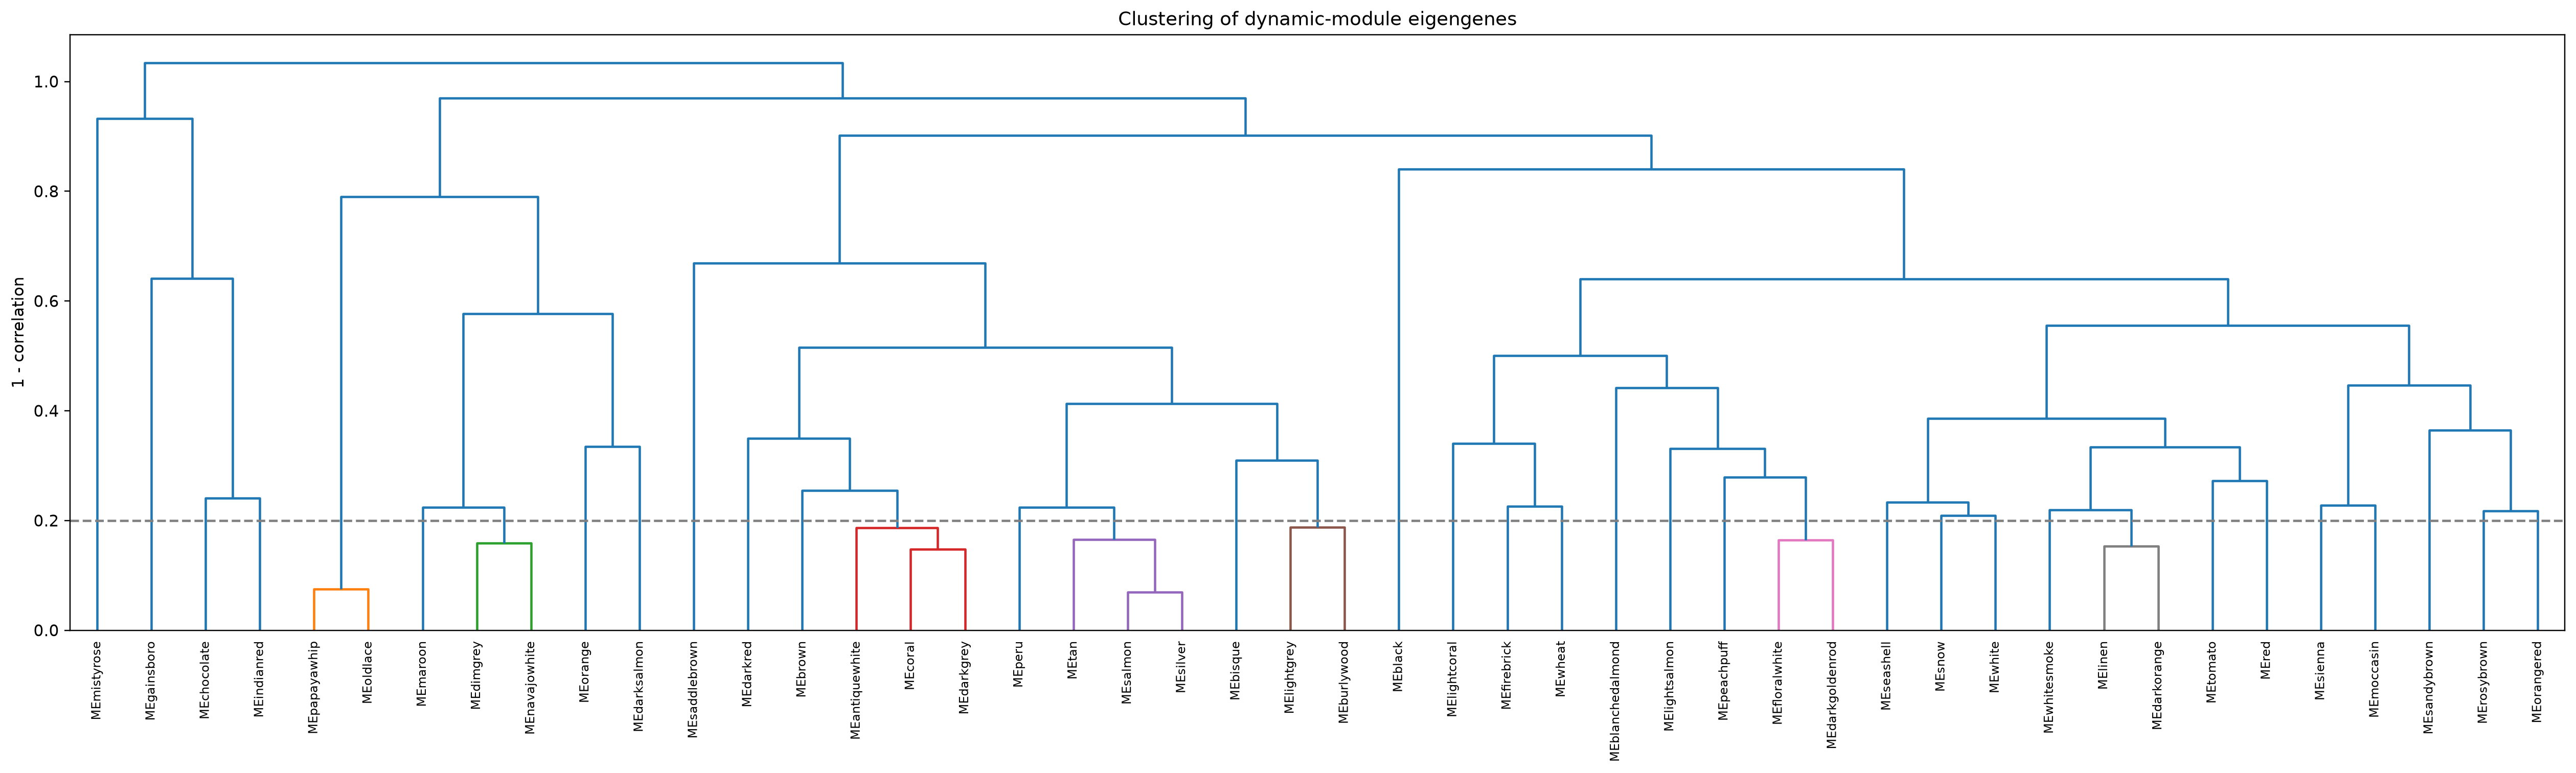 Clustering of dynamic-module eigengenes
1 - correlation
1.0
0.8
0.6
0.4
0.2
0.0
MEmistyrose
MEgainsboro
MEchocolate
MEindianred
MEpapayawhip
MEoldlace
MEmaroon
MEdimgrey
MEnavajowhite
MEorange
MEdarksalmon
MEsaddlebrown
MEdarkred
MEbrown
MEantiquewhite
MEcoral
MEdarkgrey
MEperu
MEtan
MEsalmon
MEsilver
MEbisque
MElightgrey
MEburlywood
MEblack
MElightcoral
MEfirebrick
MEwheat
MEblanchedalmond
MElightsalmon
MEpeachpuff
MEfloralwhite
MEdarkgoldenrod
MEseashell
MEsnow
MEwhite
MEwhitesmoke
MElinen
MEdarkorange
MEtomato
MEred
MEsienna
MEmoccasin
MEsandybrown
MErosybrown
MEorangered